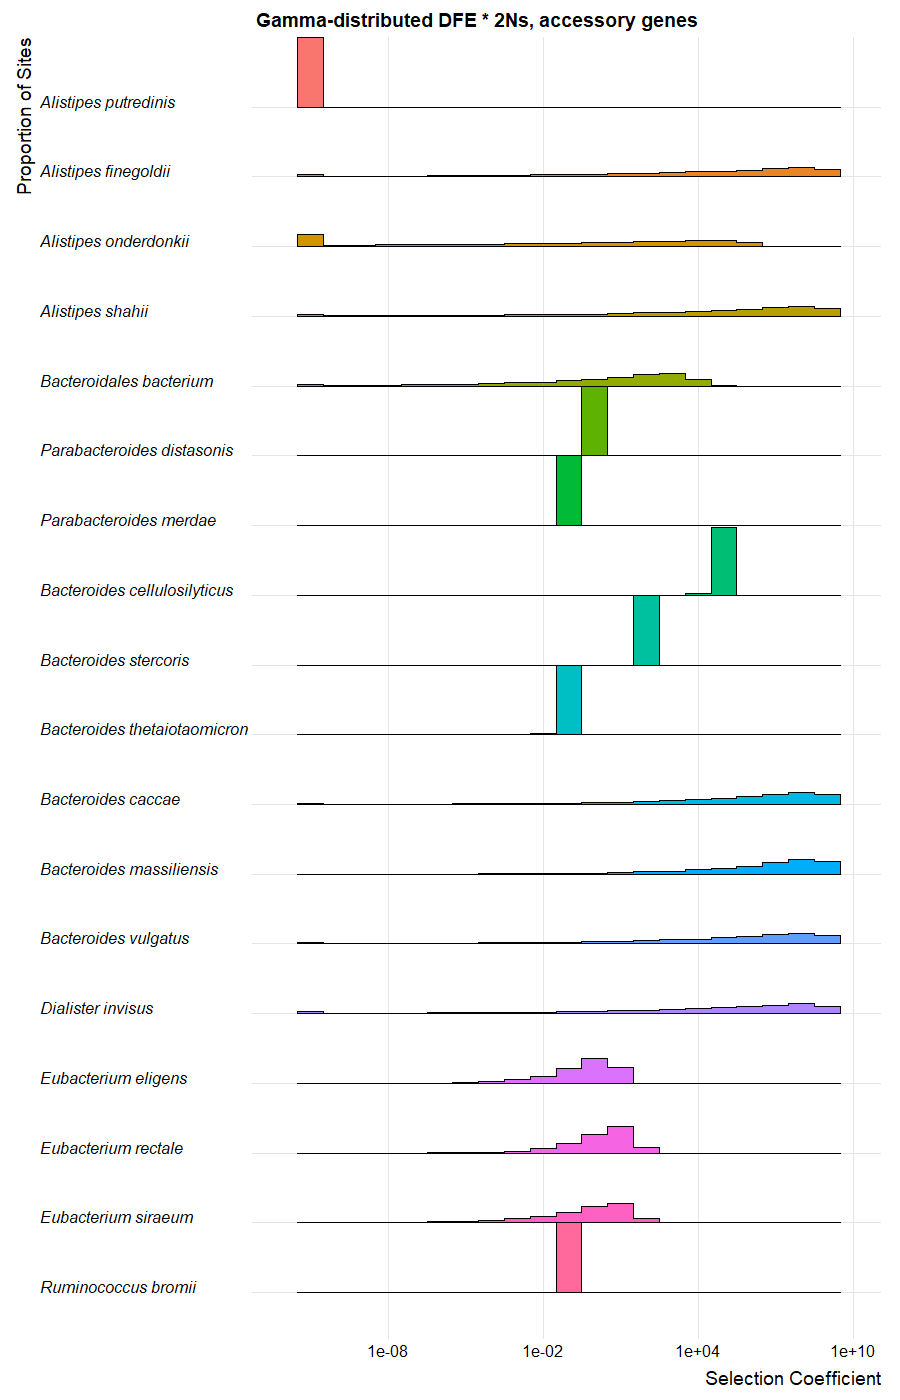 Gamma-distributed DFE * 2Ns, accessory genes
Proportion of Sites
Alistipes putredinis
Alistipes finegoldii
Alistipes onderdonkii
Alistipes shahii
Bacteroidales bacterium
Parabacteroides distasonis
Parabacteroides merdae
Bacteroides cellulosilyticus
Bacteroides stercoris
Bacteroides thetaiotaomicron
Bacteroides caccae
Bacteroides massiliensis
Bacteroides vulgatus
Dialister invisus
Eubacterium eligens
Eubacterium rectale
Eubacterium siraeum
Ruminococcus bromii
1e-08 1e-02 1e+04 1e+10
Selection Coefficient